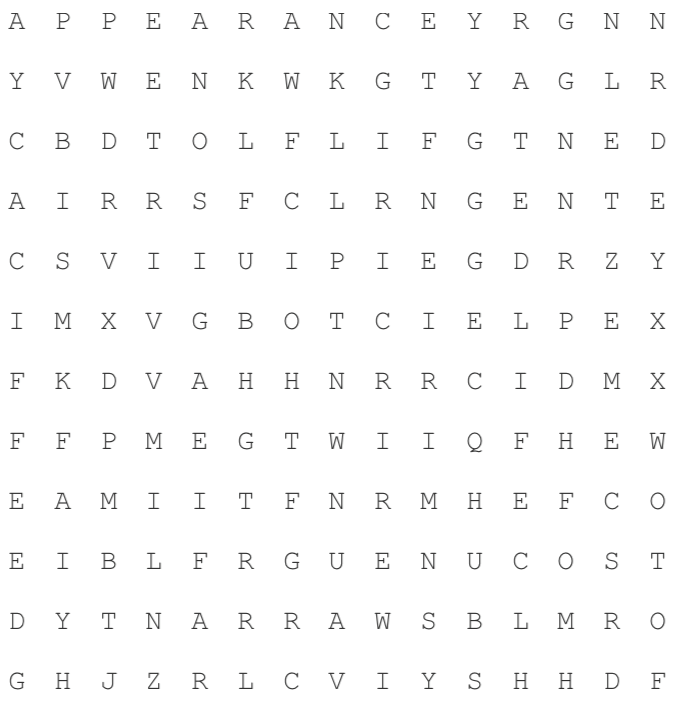 A P P E A R A N C E Y R G N N
Y V W E N K W K G T Y A G L R
C B D T O L F L I F G T N E D
A I R R S F C L R N G E N T E
C S V I I U I P I E G D R Z Y
I M X V G B O T C I E L P E X
F K D V A H H N R R C I D M X
F F P M E G T W I I Q F H E W
E A M I I T F N R M H E F C O
E I B L F R G U E N U C O S T
D Y T N A R R A W S B L M R O
G H J Z R L C V I Y S H H D F